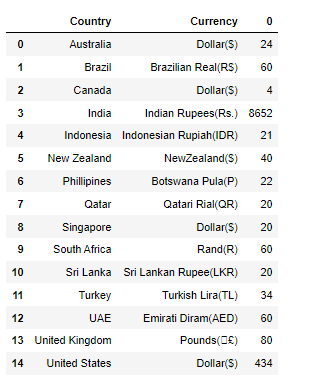 Country Currency 0
0 Australia Dollar($) 24
1 Brazil Brazilian Real(R$) 60
2 Canada Dollar($) 4
3 India Indian Rupees(Rs.) 8652
4 Indonesia Indonesian Rupiah(IDR) 21
5 New Zealand NewZealand($) 40
6 Phillipines Botswana Pula(P) 22
7 Qatar Qatari Rial(QR) 20
8 Singapore Dollar($) 20
9 South Africa Rand(R) 60
10 Sri Lanka Sri Lankan Rupee(LKR) 20
11 Turkey Turkish Lira(TL) 34
12 UAE Emirati Diram(AED) 60
13 United Kingdom Pounds(□£) 80
14 United States Dollar($) 434